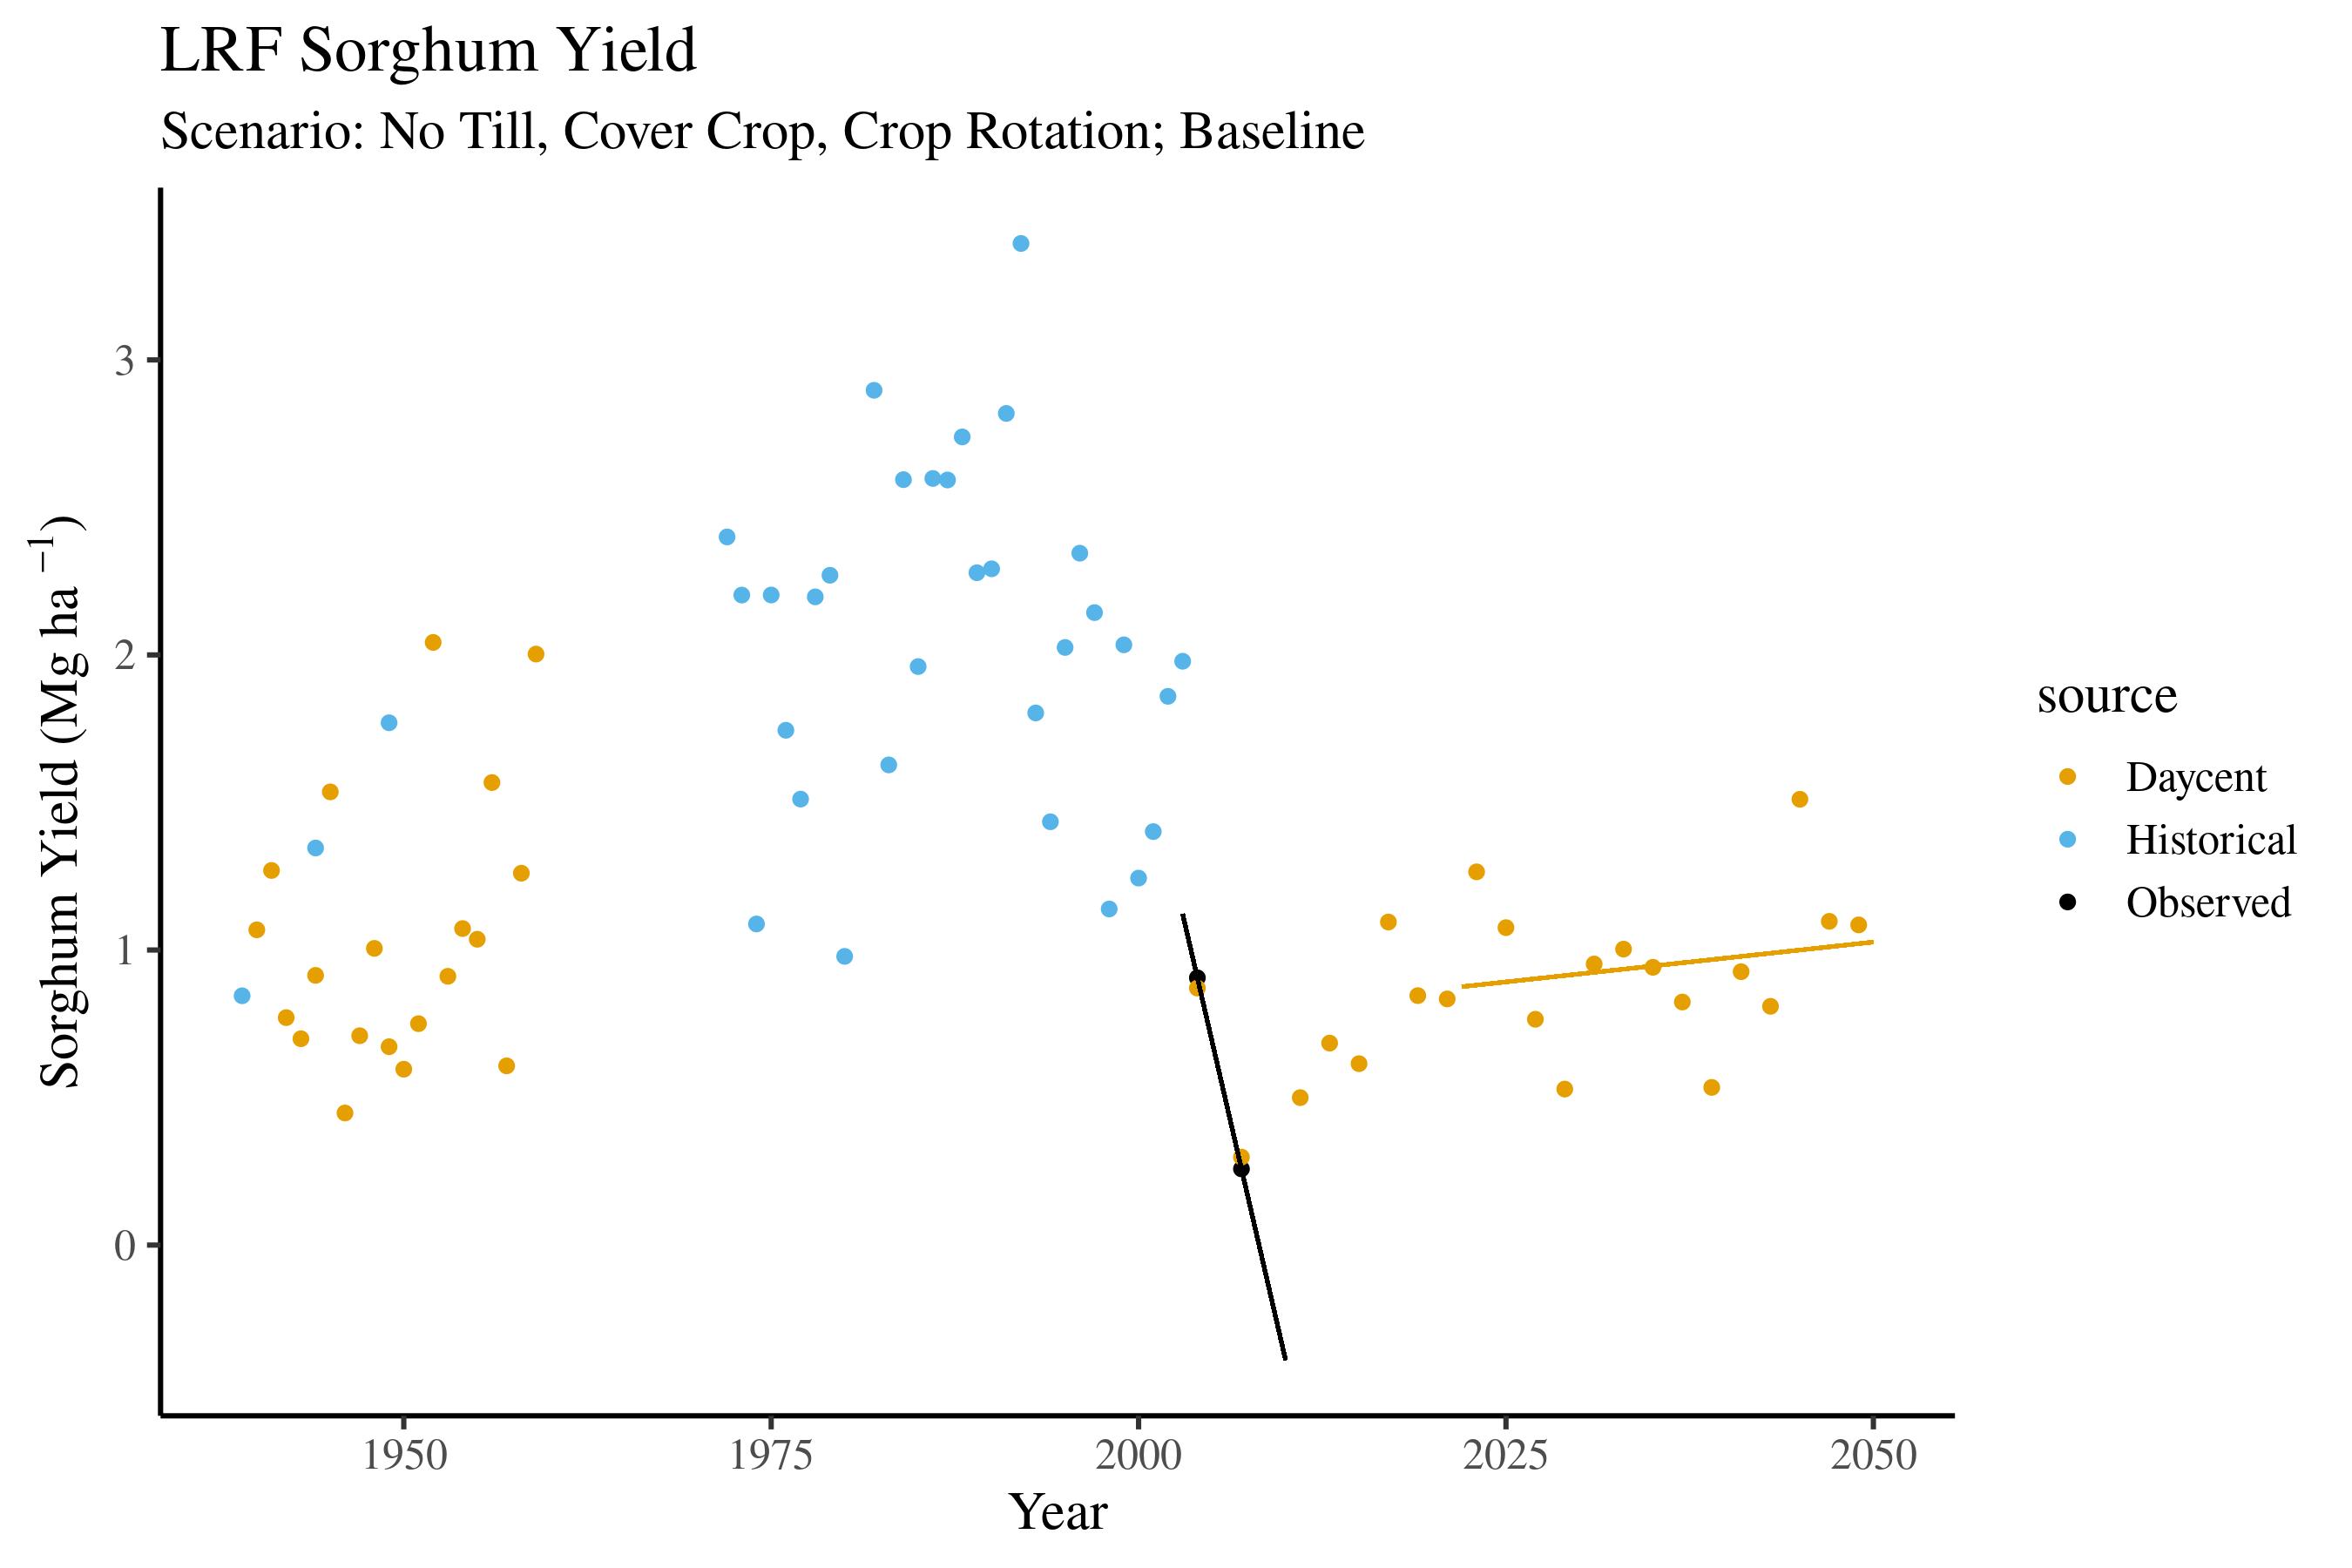 LRF Sorghum Yield
Scenario: No Till, Cover Crop, Crop Rotation; Baseline
Sorghum Yield (Mg ha⁻¹)
3
2
1
0
1950 1975 2000 2025 2050
Year
source
Daycent
Historical
Observed